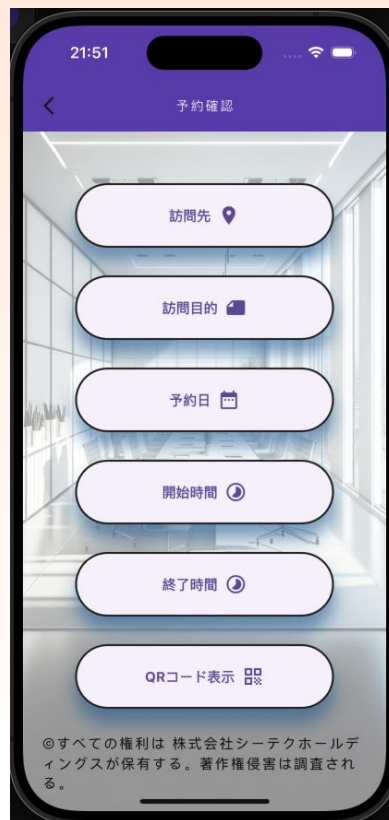 21:51
予約確認
訪問先
訪問目的
予約日
開始時間
終了時間
QRコード表示
©すべての権利は 株式会社シーテクホールデ
ィングスが保有する。著作権侵害は調査され
る。